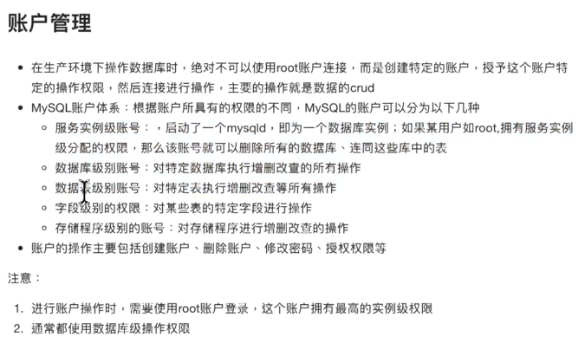 账户管理
在生产环境下操作数据库时，绝对不可以使用root账户连接，而是创建特定的账户，授予这个账户特
定的操作权限，然后连接进行操作，主要的操作就是数据的crud
MySQL账户体系：根据账户所具有的权限的不同，MySQL的账户可以分为以下几种
服务实例级账号：，启动了一个mysqld，即为一个数据库实例；如果某用户如root,拥有服务实例
级分配的权限，那么该账号就可以删除所有的数据库、连同这些库中的表
数据库级别账号：对特定数据库执行增删改查的所有操作
数据表级别账号：对特定表执行增删改查等所有操作
字段级别的权限：对某些表的特定字段进行操作
存储程序级别的账号：对存储程序进行增删改查的操作
账户的操作主要包括创建账户、删除账户、修改密码、授权权限等
注意：
1. 进行账户操作时，需要使用root账户登录，这个账户拥有最高的实例级权限
2. 通常都使用数据库级操作权限